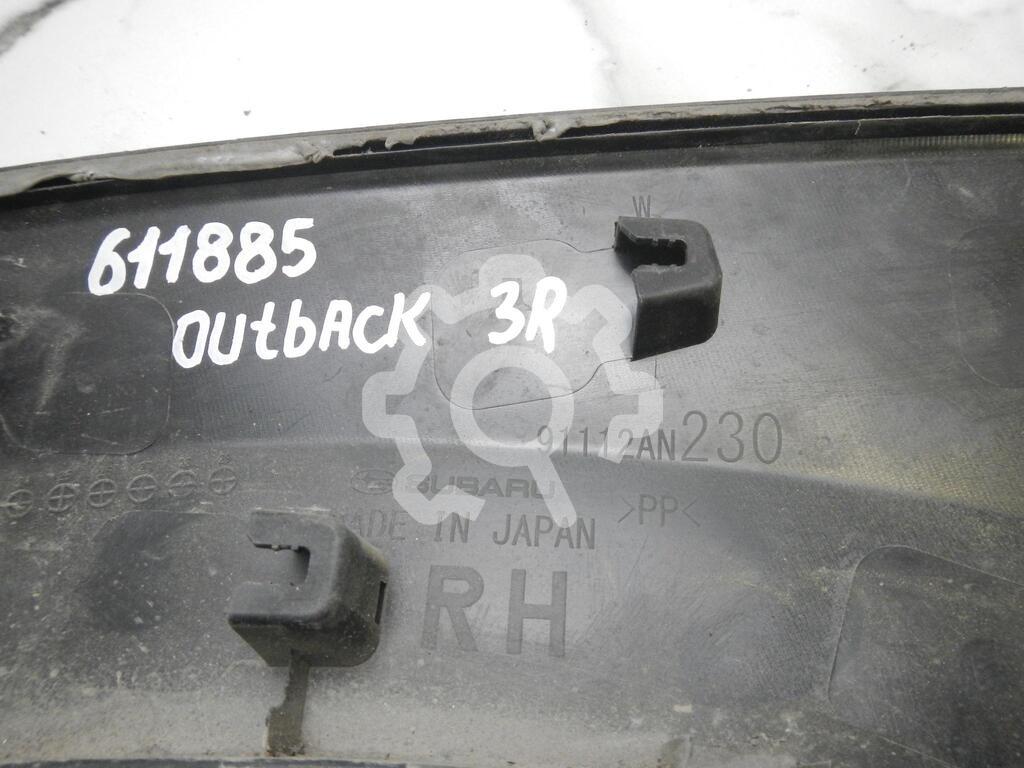 611885
OUtbACK 3R
W
91112AN230
SUBARU
MADE IN JAPAN >PP<
RH